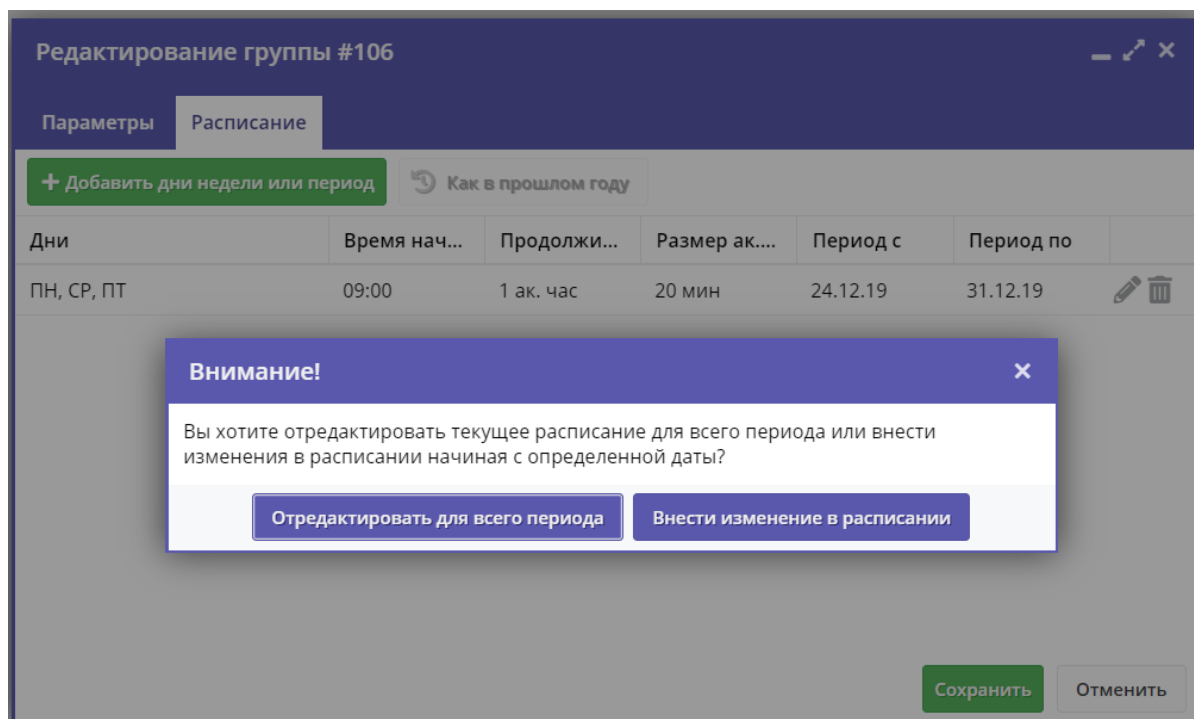 Редактирование группы #106
Параметры Расписание
+ Добавить дни недели или период Как в прошлом году
Дни Время нач... Продолжи... Размер ак.... Период с Период по
ПН, СР, ПТ 09:00 1 ак. час 20 мин 24.12.19 31.12.19
Внимание!
Вы хотите отредактировать текущее расписание для всего периода или внести
изменения в расписании начиная с определенной даты?
Отредактировать для всего периода Внести изменение в расписании
Сохранить Отменить